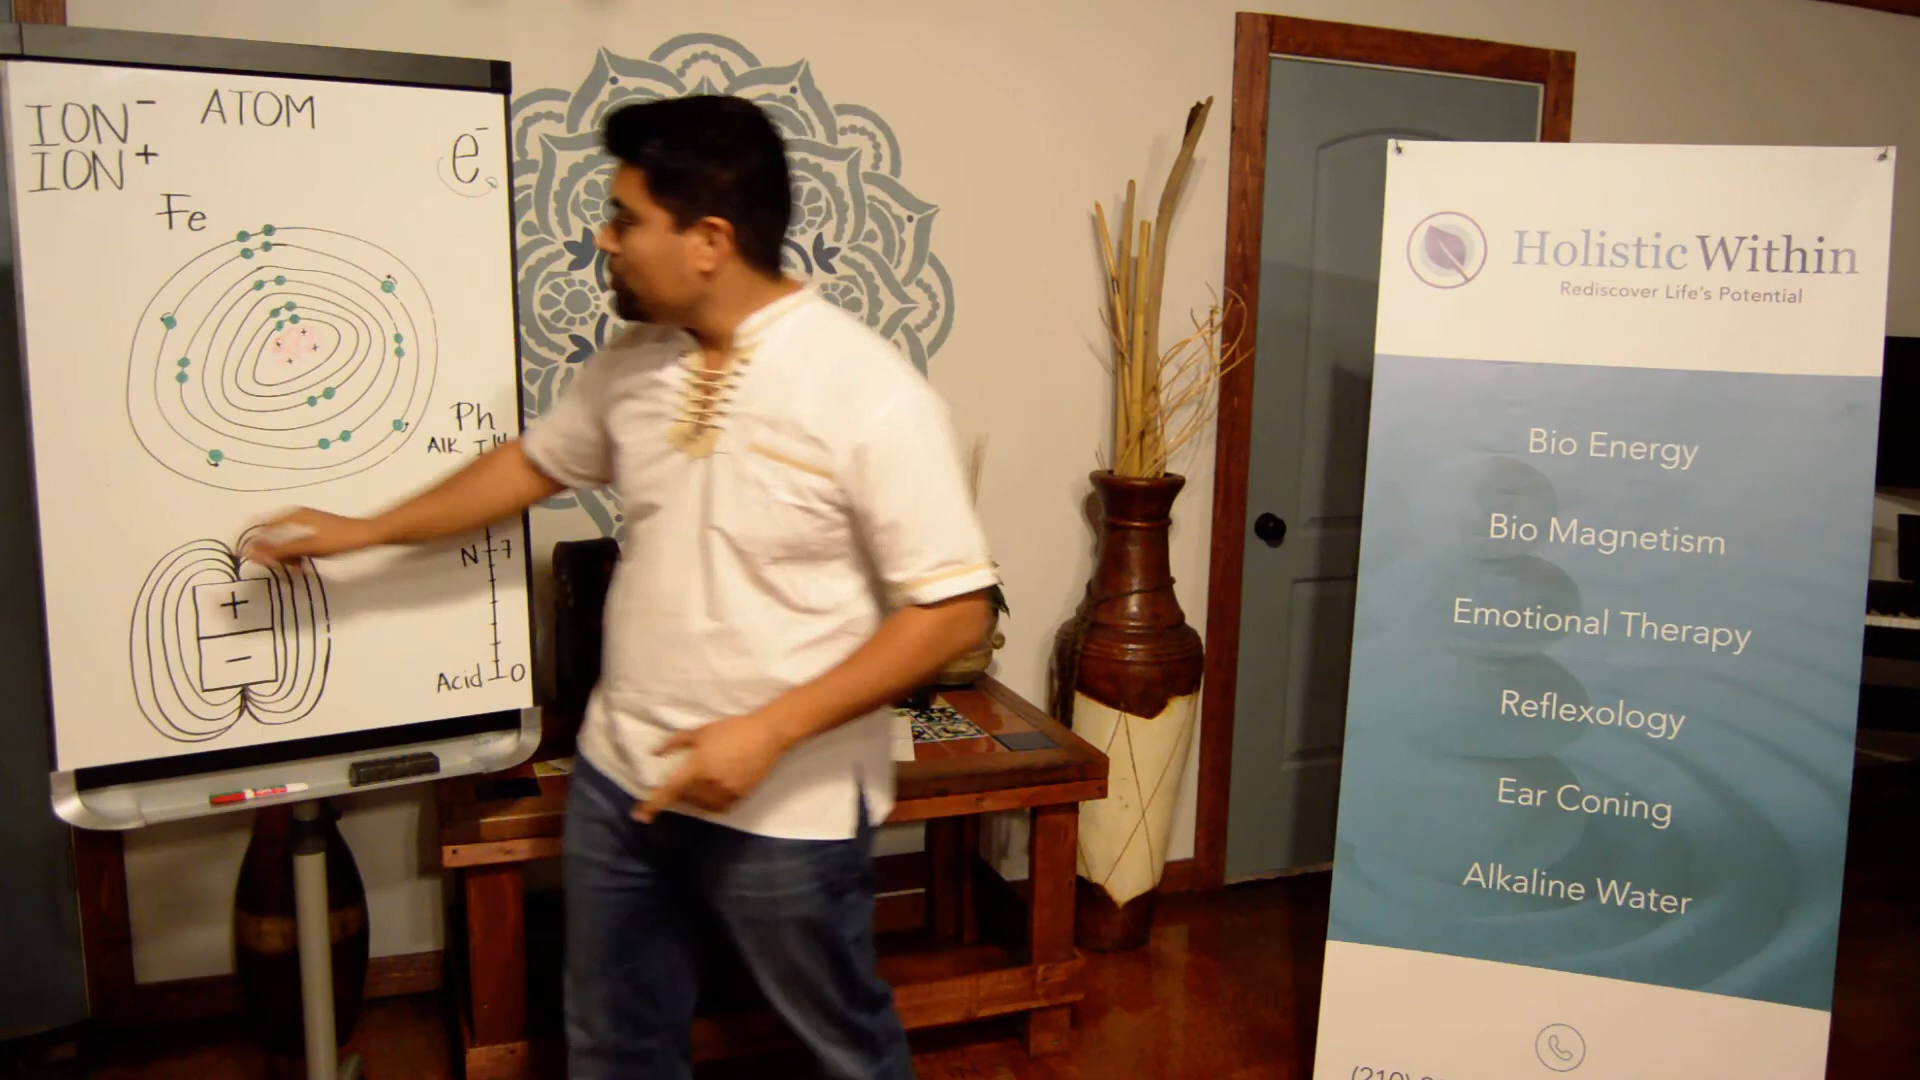 ION⁻ ATOM
ION⁺
e⁻
Fe
+ +
+ +
Ph
Alk 14
N 7
+
−
Acid 0
Holistic Within
Rediscover Life's Potential
Bio Energy
Bio Magnetism
Emotional Therapy
Reflexology
Ear Coning
Alkaline Water